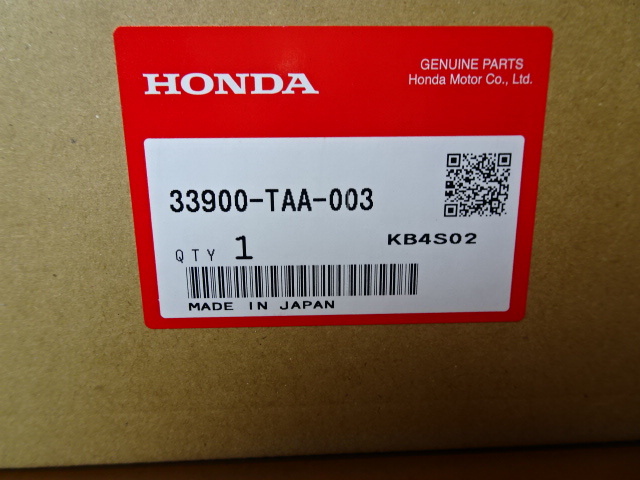 HONDA
GENUINE PARTS
Honda Motor Co., Ltd.
33900-TAA-003
QTY 1
KB4S02
MADE IN JAPAN